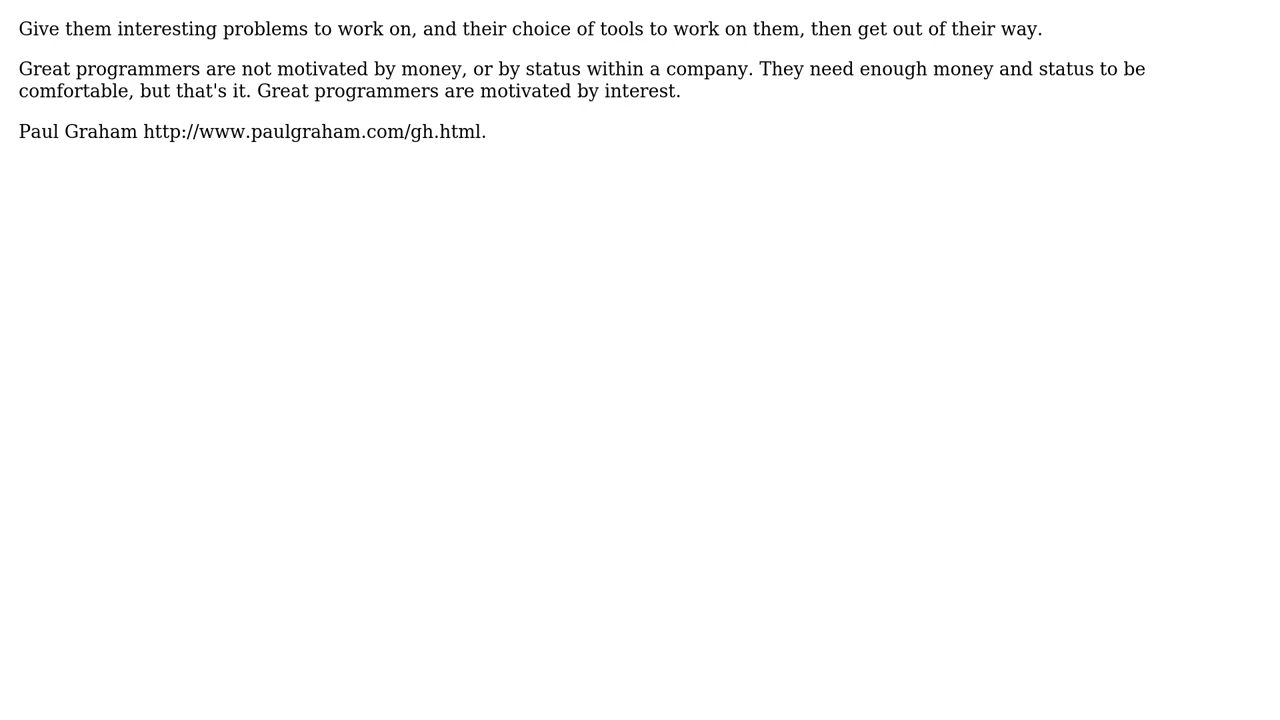 Give them interesting problems to work on, and their choice of tools to work on them, then get out of their way.
Great programmers are not motivated by money, or by status within a company. They need enough money and status to be
comfortable, but that's it. Great programmers are motivated by interest.
Paul Graham http://www.paulgraham.com/gh.html.